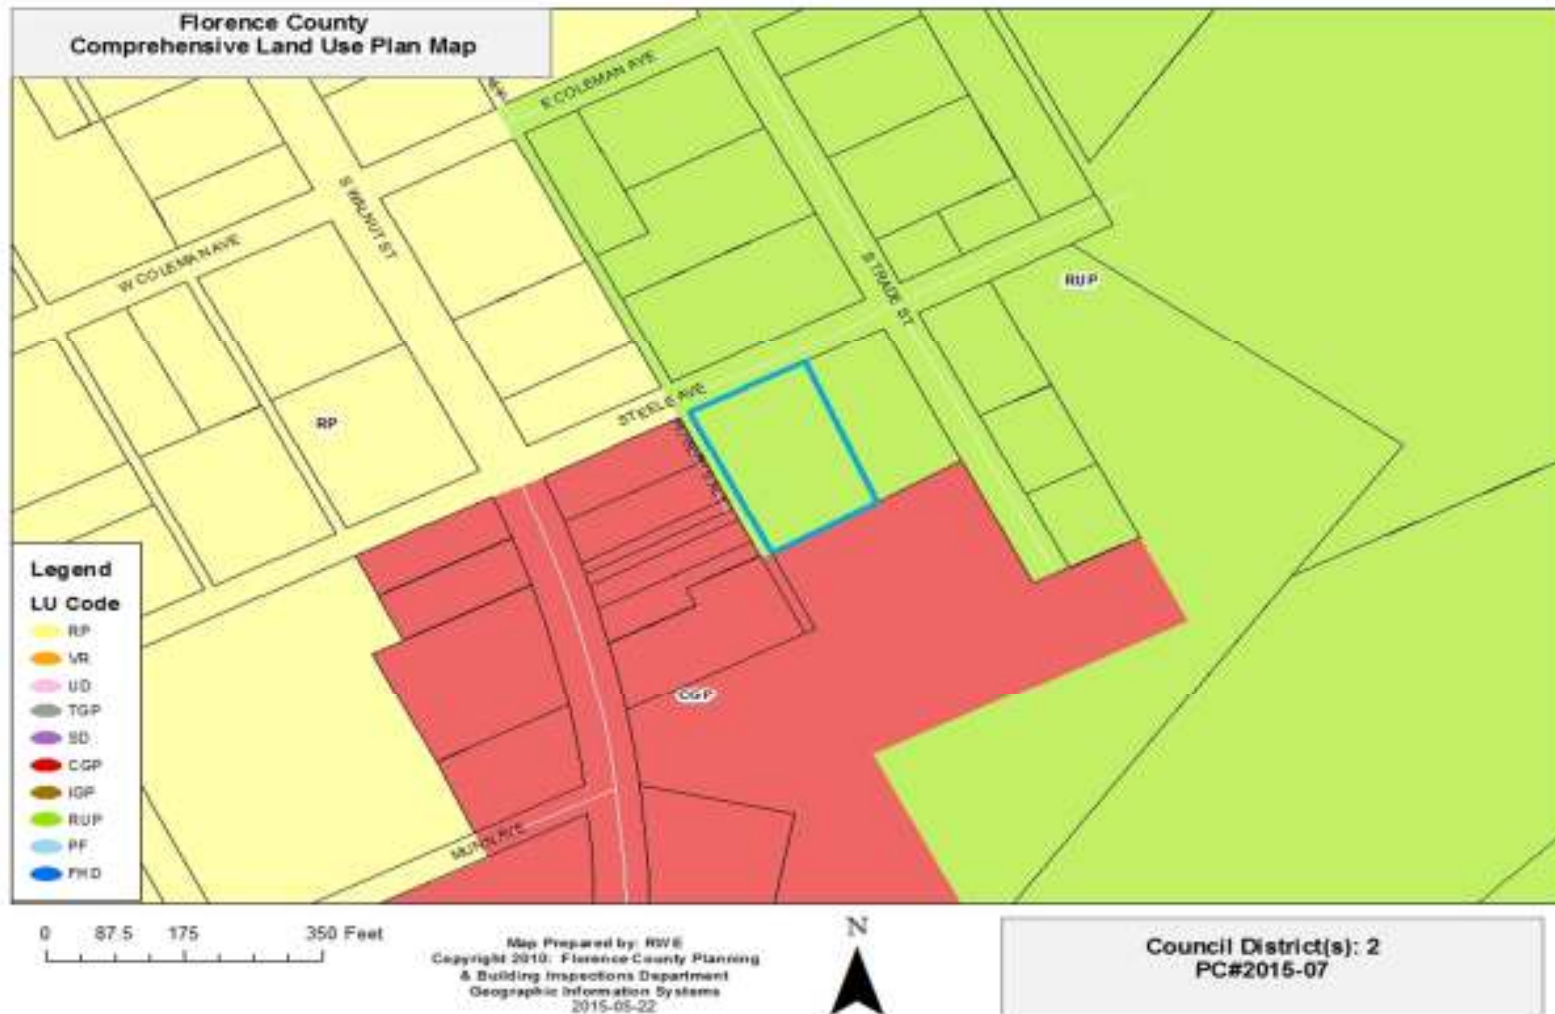 Florence County
Comprehensive Land Use Plan Map
E COLEMAN AVE
S WALNUT ST
W COLEMAN AVE
S TRADE ST
RUP
STEELE AVE
RP
CGP
MUNN AVE
Legend
LU Code
RP
VR
UD
TGP
SD
CGP
IGP
RUP
PF
FHD
0 87.5 175 350 Feet
Map Prepared by: RWE
Copyright 2010: Florence County Planning
& Building Inspections Department
Geographic Information Systems
2015-05-22
N
Council District(s): 2
PC#2015-07